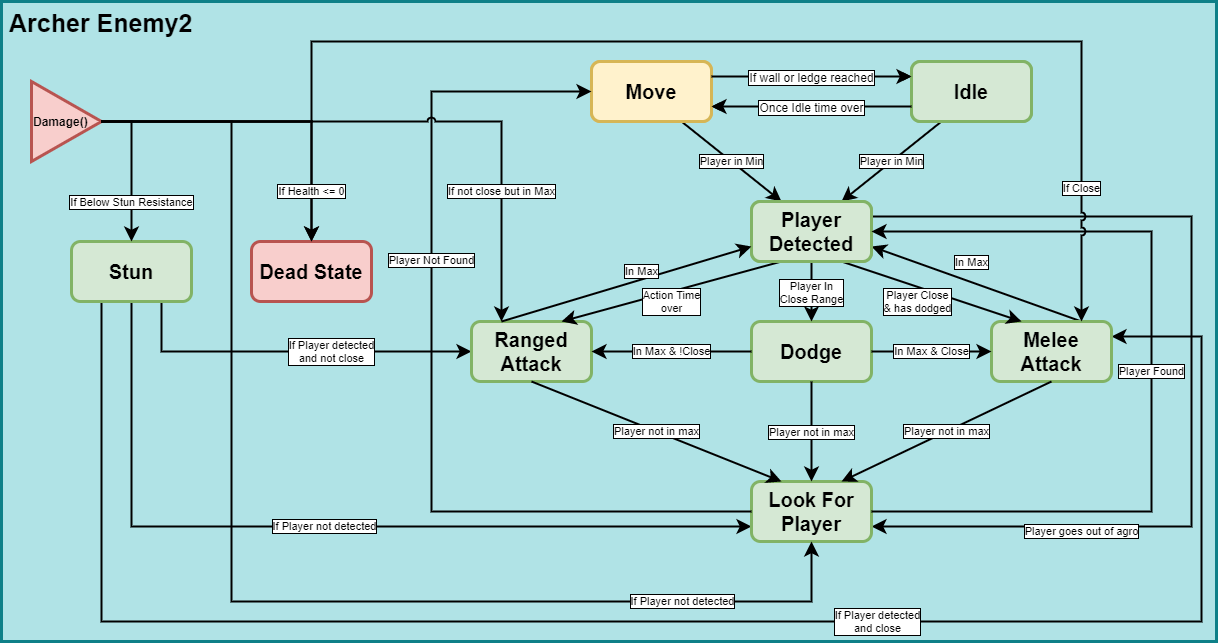 Archer Enemy2
Move
If wall or ledge reached
Idle
Once Idle time over
Damage()
Player in Min
Player in Min
If Below Stun Resistance
If Health <= 0
If not close but in Max
If Close
Player
Detected
Stun
Dead State
Player Not Found
In Max
In Max
Action Time
over
Player In
Close Range
Player Close
& has dodged
If Player detected
and not close
Ranged
Attack
In Max & !Close
Dodge
In Max & Close
Melee
Attack
Player Found
Player not in max
Player not in max
Player not in max
Look For
Player
If Player not detected
Player goes out of agro
If Player not detected
If Player detected
and close